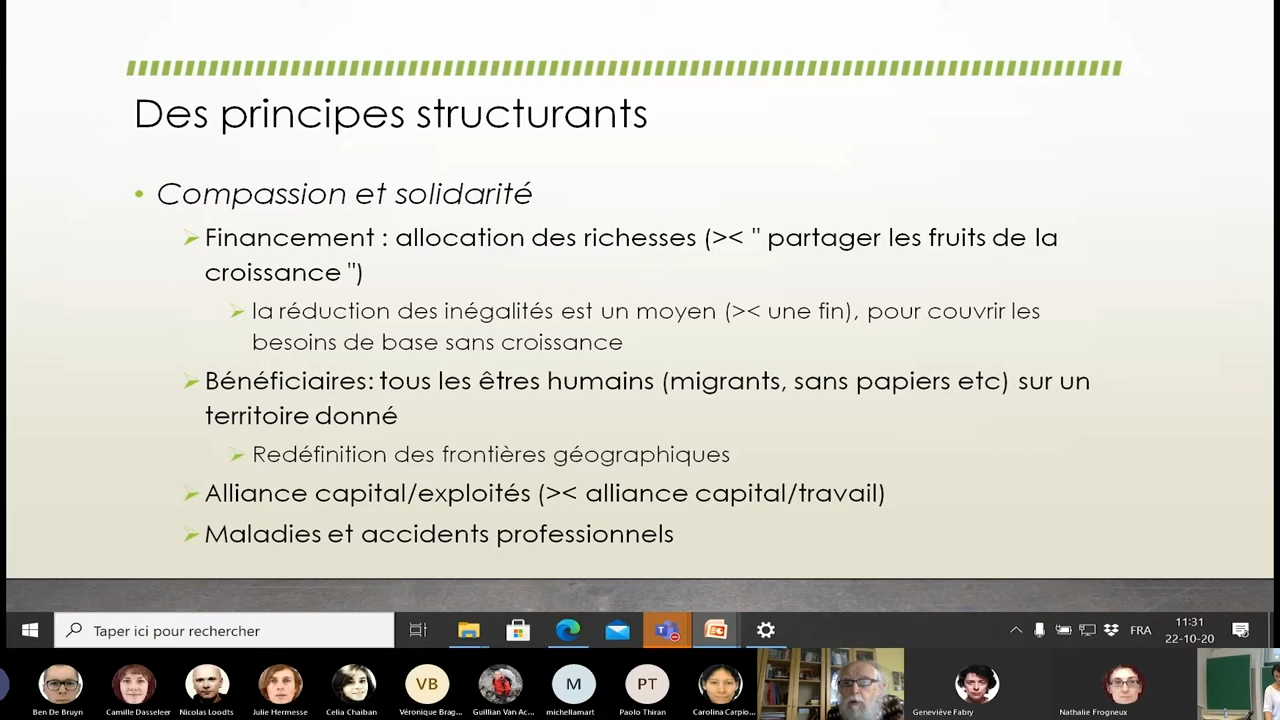 Des principes structurants
• Compassion et solidarité
Financement : allocation des richesses (>< " partager les fruits de la
croissance ")
la réduction des inégalités est un moyen (>< une fin), pour couvrir les
besoins de base sans croissance
Bénéficiaires: tous les êtres humains (migrants, sans papiers etc) sur un
territoire donné
Redéfinition des frontières géographiques
Alliance capital/exploités (>< alliance capital/travail)
Maladies et accidents professionnels
Taper ici pour rechercher
FRA
11:31
22-10-20
VB
M
PT
Ben De Bruyn
Camille Dasseleer
Nicolas Loodts
Julie Hermesse
Celia Chaiban
Véronique Brag...
Guillian Van Ac...
michellamart
Paolo Thiran
Carolina Carpio...
Geneviève Fabry
Nathalie Frogneux